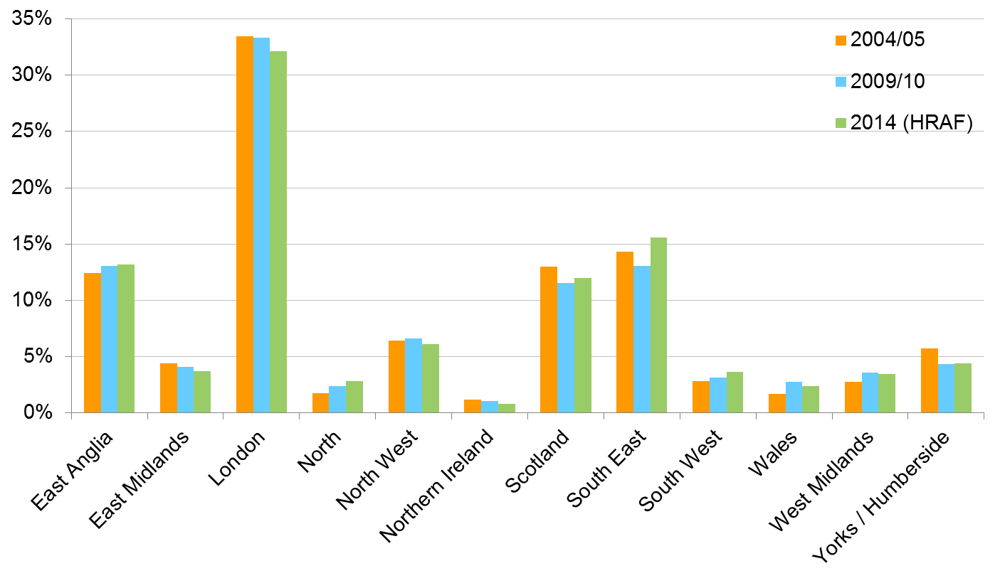 35%
30%
25%
20%
15%
10%
5%
0%
2004/05
2009/10
2014 (HRAF)
East Anglia
East Midlands
London
North
North West
Northern Ireland
Scotland
South East
South West
Wales
West Midlands
Yorks / Humberside